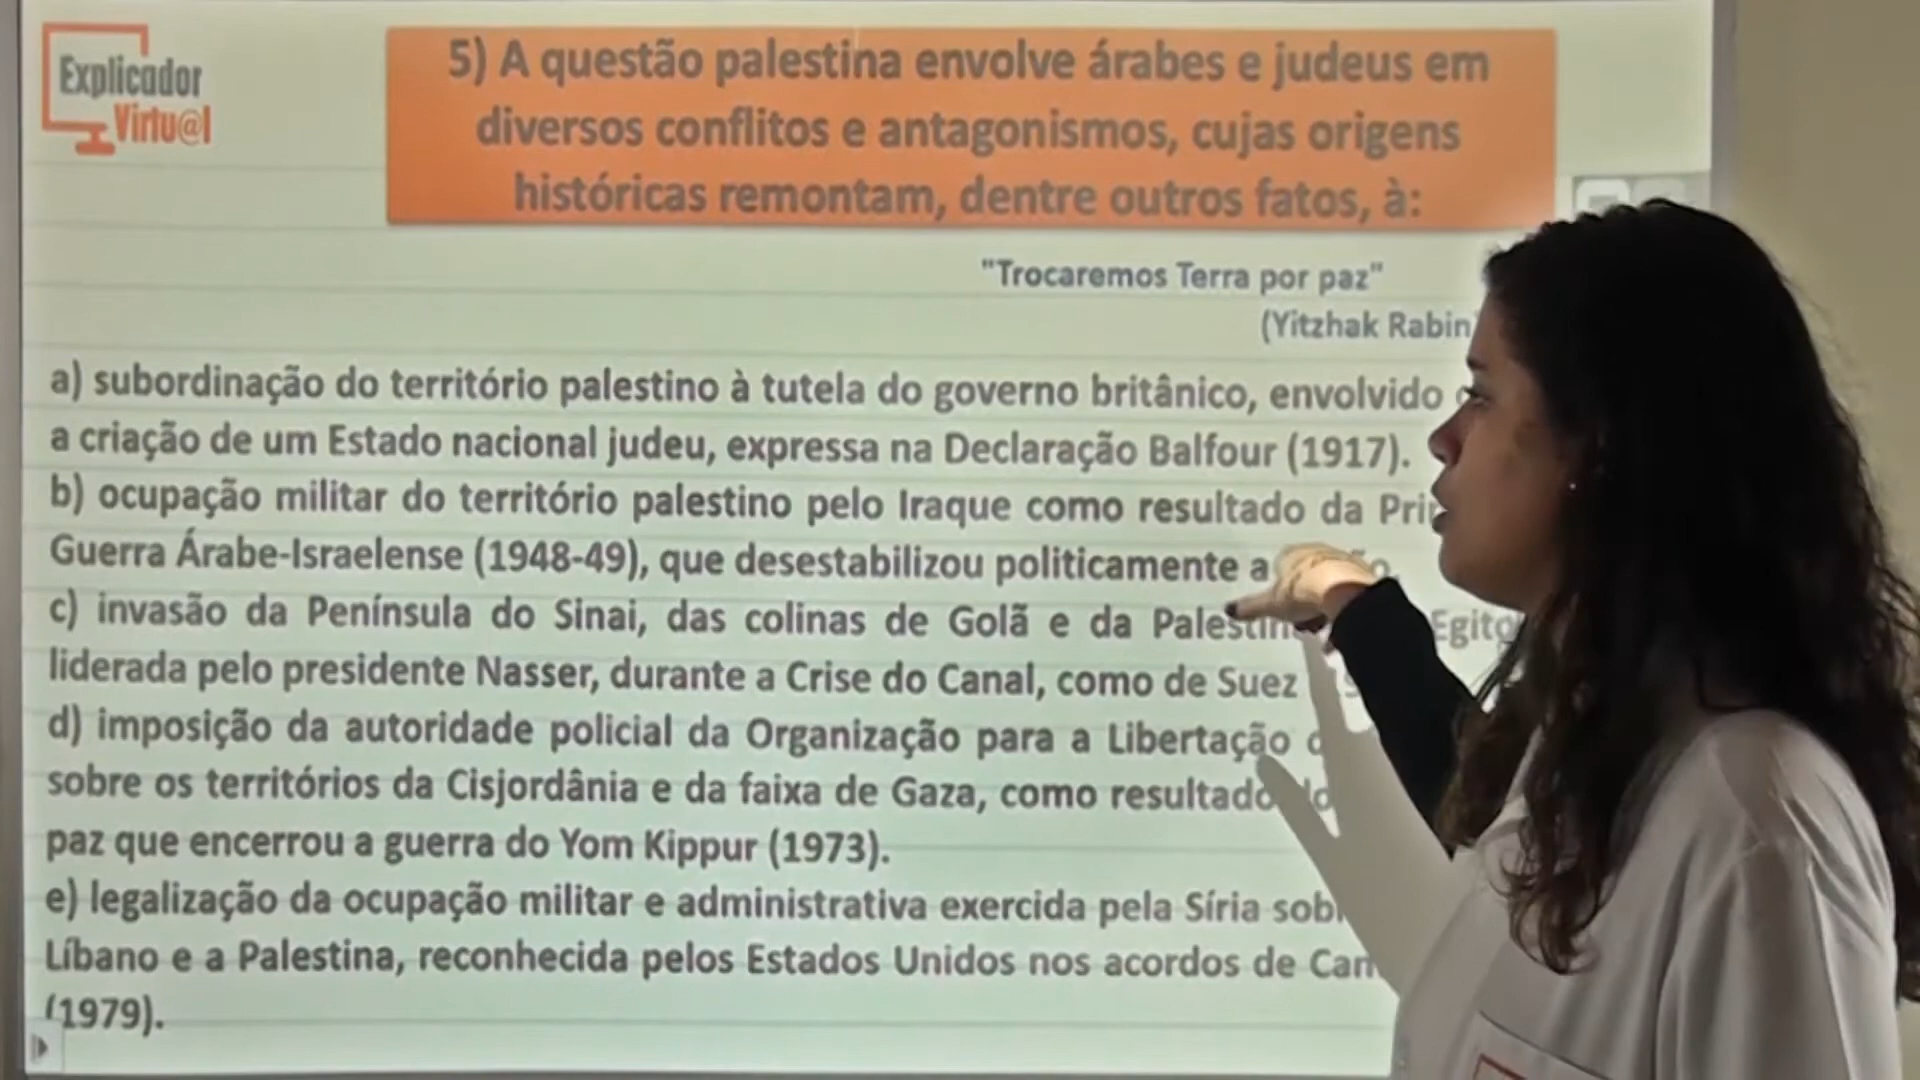 Explicador
Virtu@l
5) A questão palestina envolve árabes e judeus em
diversos conflitos e antagonismos, cujas origens
históricas remontam, dentre outros fatos, à:
"Trocaremos Terra por paz"
(Yitzhak Rabin
a) subordinação do território palestino à tutela do governo britânico, envolvido
a criação de um Estado nacional judeu, expressa na Declaração Balfour (1917).
b) ocupação militar do território palestino pelo Iraque como resultado da
Guerra Árabe-Israelense (1948-49), que desestabilizou politicamente a
c) invasão da Península do Sinai, das colinas de Golã e da Egito
liderada pelo presidente Nasser, durante a Crise do Canal, como de Suez
d) imposição da autoridade policial da Organização para a Libertação
sobre os territórios da Cisjordânia e da faixa de Gaza, como resultado
paz que encerrou a guerra do Yom Kippur (1973).
e) legalização da ocupação militar e administrativa exercida pela Síria
Líbano e a Palestina, reconhecida pelos Estados Unidos nos acordos de
(1979).